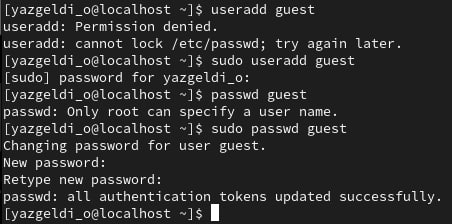 [yazgeldi_o@localhost ~]$ useradd guest
useradd: Permission denied.
useradd: cannot lock /etc/passwd; try again later.
[yazgeldi_o@localhost ~]$ sudo useradd guest
[sudo] password for yazgeldi_o:
[yazgeldi_o@localhost ~]$ passwd guest
passwd: Only root can specify a user name.
[yazgeldi_o@localhost ~]$ sudo passwd guest
Changing password for user guest.
New password:
Retype new password:
passwd: all authentication tokens updated successfully.
[yazgeldi_o@localhost ~]$